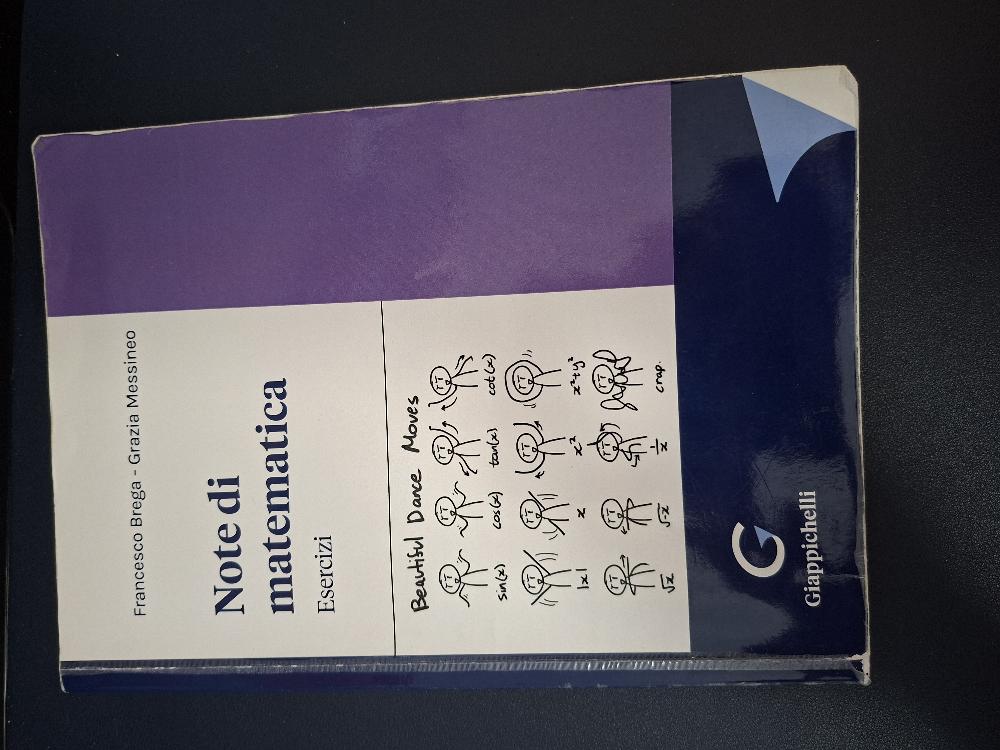 Francesco Brega - Grazia Messineo
Note di
matematica
Esercizi
Beautiful Dance Moves
sin(x) cos(x) tan(x) cot(x)
|x| x x² x²+y²
√x √x 1/x crap.
Giappichelli